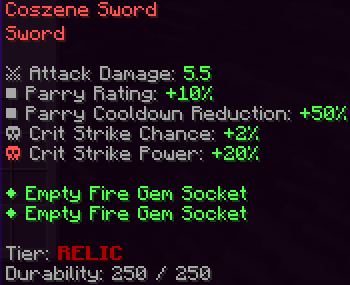 Coszene Sword
Sword
Attack Damage: 5.5
Parry Rating: +10%
Parry Cooldown Reduction: +50%
Crit Strike Chance: +2%
Crit Strike Power: +20%
Empty Fire Gem Socket
Empty Fire Gem Socket
Tier: RELIC
Durability: 250 / 250